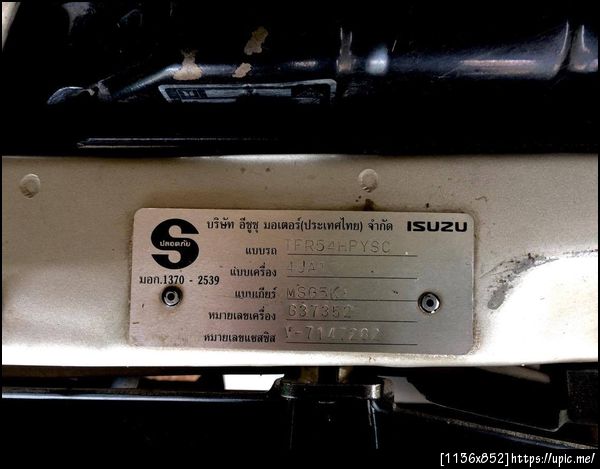 บริษัท อีซูซุ มอเตอร์(ประเทศไทย) จำกัด ISUZU
S
ปลอดภัย
มอก.1370 - 2539
แบบรถ TFR54HPYSC
แบบเครื่อง 4JA1
แบบเกียร์
หมายเลขเครื่อง 637352
หมายเลขแชสซิส
[1136x852]https://upic.me/